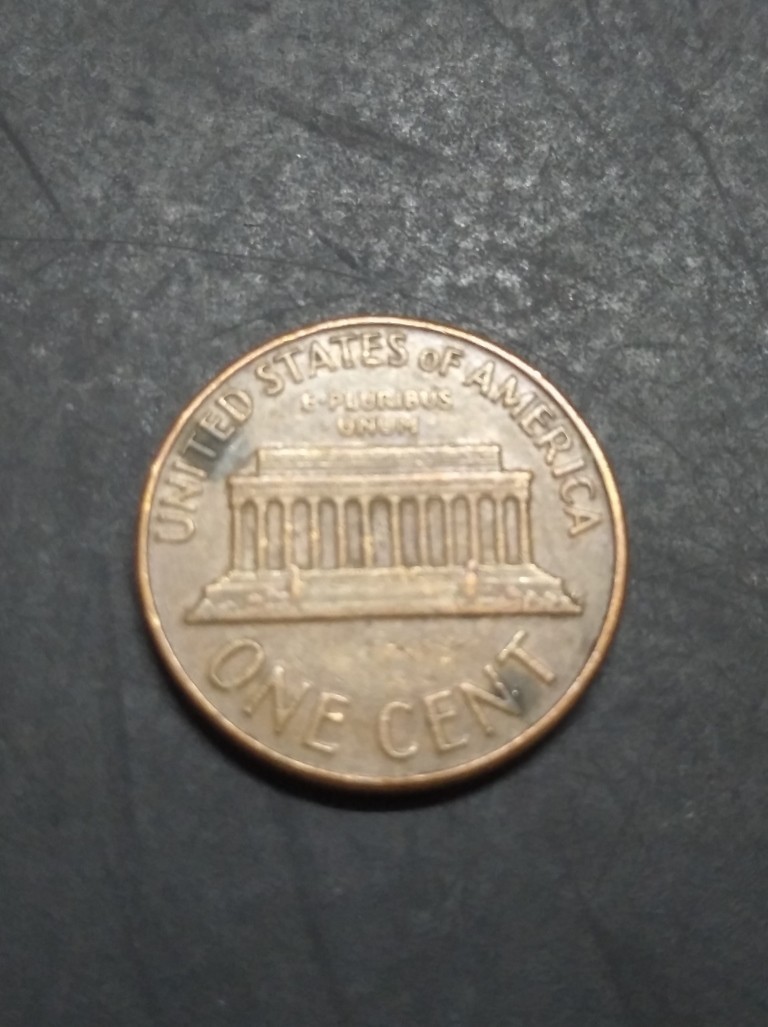 UNITED STATES OF AMERICA
E·PLURIBUS
UNUM
ONE CENT